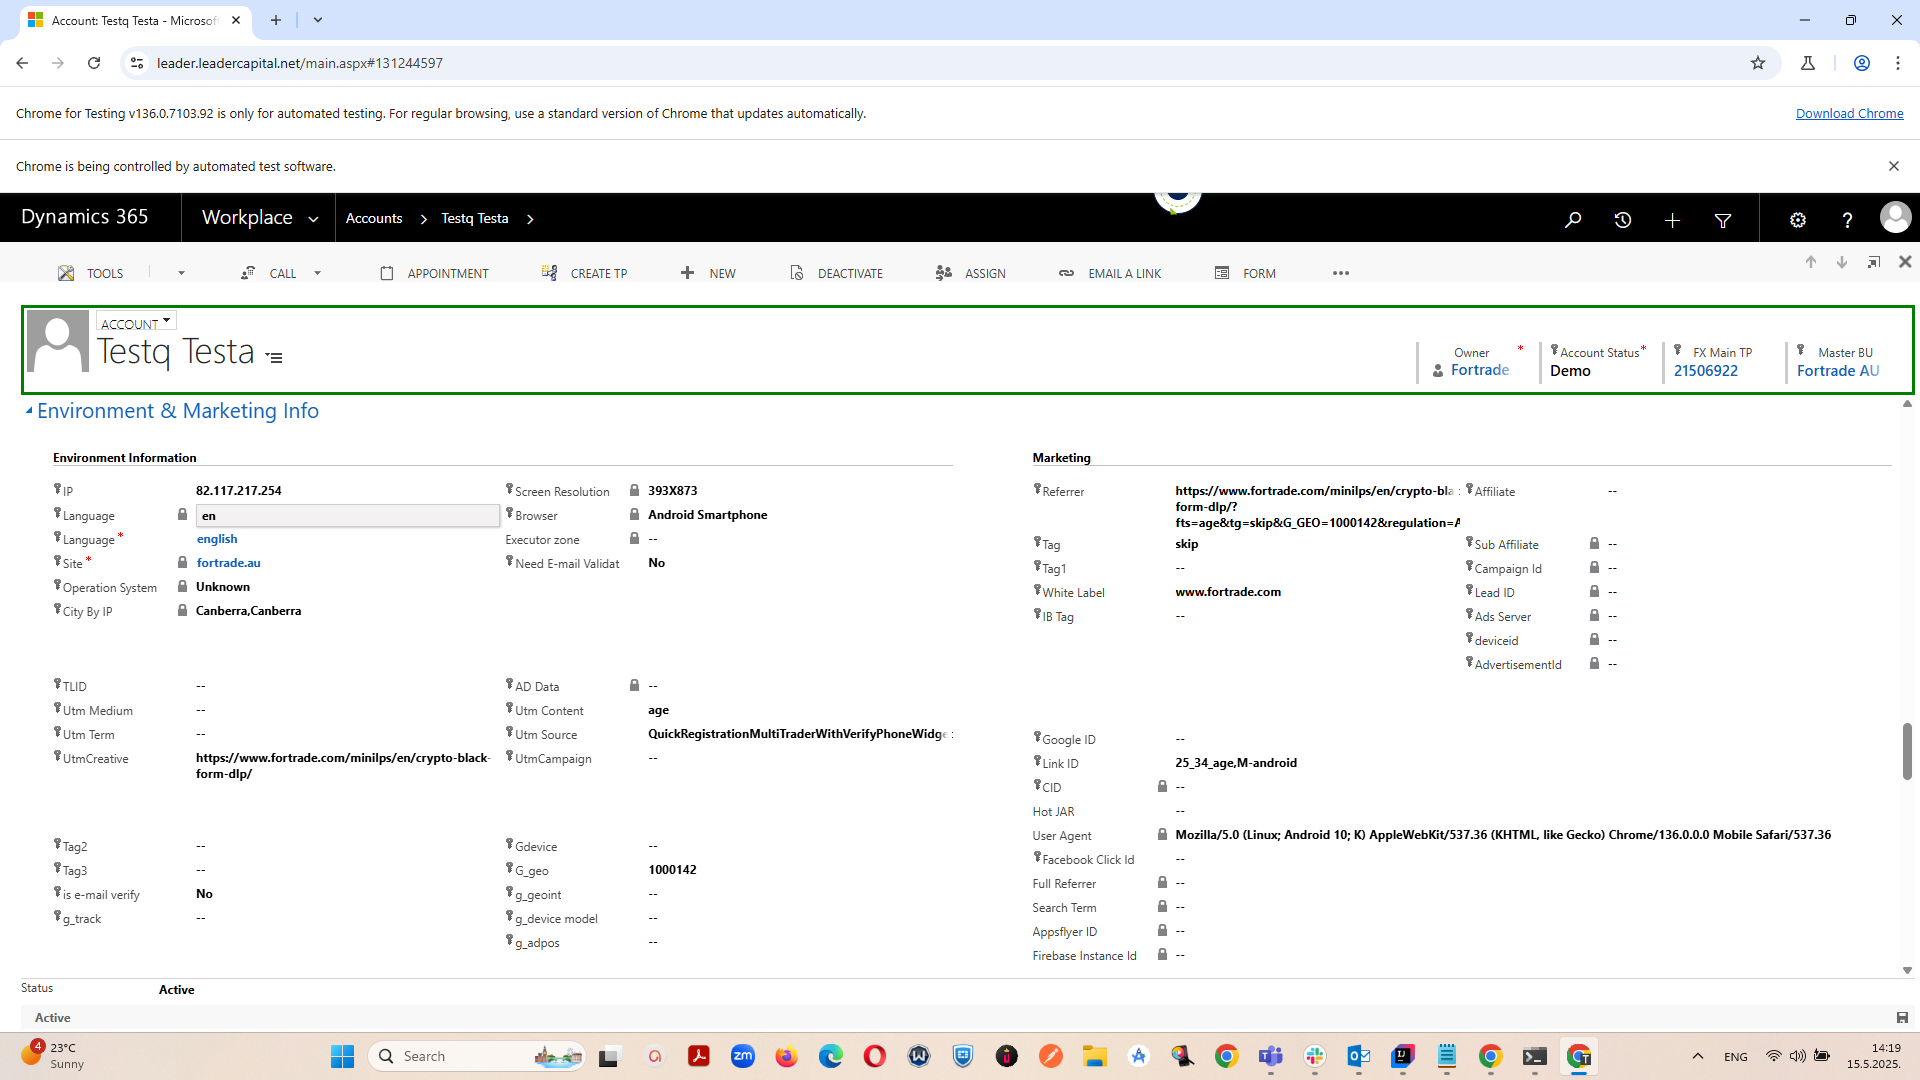 Account: Testq Testa - Microsof
leader.leadercapital.net/main.aspx#131244597
Chrome for Testing v136.0.7103.92 is only for automated testing. For regular browsing, use a standard version of Chrome that updates automatically.
Download Chrome
Chrome is being controlled by automated test software.
Dynamics 365
Workplace
Accounts
Testq Testa
TOOLS
CALL
APPOINTMENT
CREATE TP
NEW
DEACTIVATE
ASSIGN
EMAIL A LINK
FORM
ACCOUNT
Testq Testa
Owner *
Fortrade
Account Status*
Demo
FX Main TP
21506922
Master BU
Fortrade AU
Environment & Marketing Info
Environment Information
IP 82.117.217.254
Language en
Language* english
Site* fortrade.au
Operation System Unknown
City By IP Canberra,Canberra
Screen Resolution 393X873
Browser Android Smartphone
Executor zone --
Need E-mail Validat No
TLID --
Utm Medium --
Utm Term --
UtmCreative https://www.fortrade.com/minilps/en/crypto-black-
form-dlp/
AD Data --
Utm Content age
Utm Source QuickRegistrationMultiTraderWithVerifyPhoneWidge
UtmCampaign --
Tag2 --
Tag3 --
is e-mail verify No
g_track --
Gdevice --
G_geo 1000142
g_geoint --
g_device model --
g_adpos --
Marketing
Referrer https://www.fortrade.com/minilps/en/crypto-bla
form-dlp/?
fts=age&tg=skip&G_GEO=1000142&regulation=A
Tag skip
Tag1 --
White Label www.fortrade.com
IB Tag --
Affiliate --
Sub Affiliate --
Campaign Id --
Lead ID --
Ads Server --
deviceid --
AdvertisementId --
Google ID --
Link ID 25_34_age,M-android
CID --
Hot JAR --
User Agent Mozilla/5.0 (Linux; Android 10; K) AppleWebKit/537.36 (KHTML, like Gecko) Chrome/136.0.0.0 Mobile Safari/537.36
Facebook Click Id --
Full Referrer --
Search Term --
Appsflyer ID --
Firebase Instance Id --
Status Active
Active
4
23°C
Sunny
Search
zm
ENG
14:19
15.5.2025.